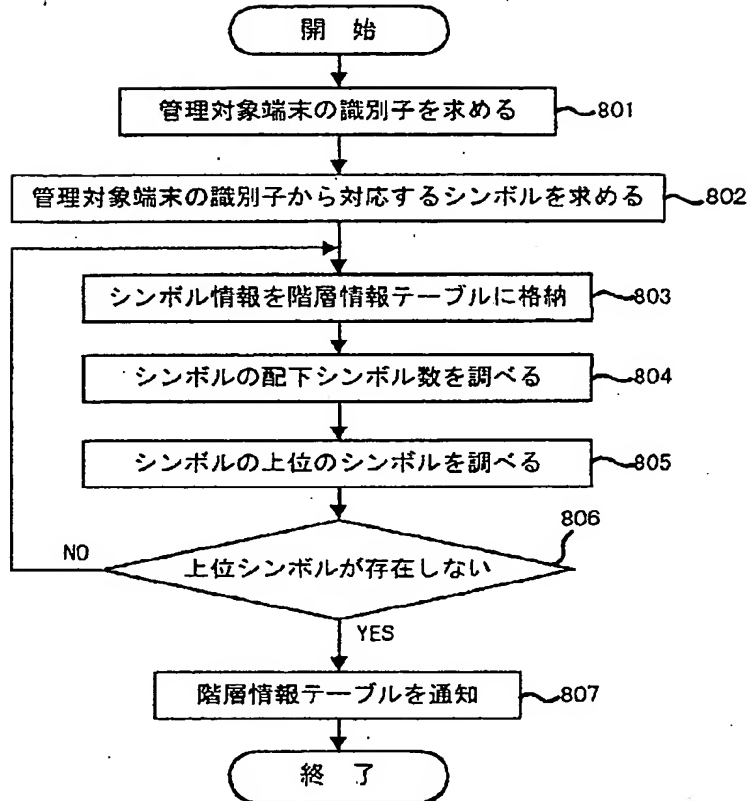 開 始
管理対象端末の識別子を求める 801
管理対象端末の識別子から対応するシンボルを求める 802
シンボル情報を階層情報テーブルに格納 803
シンボルの配下シンボル数を調べる 804
シンボルの上位のシンボルを調べる 805
806
NO 上位シンボルが存在しない
YES
階層情報テーブルを通知 807
終 了